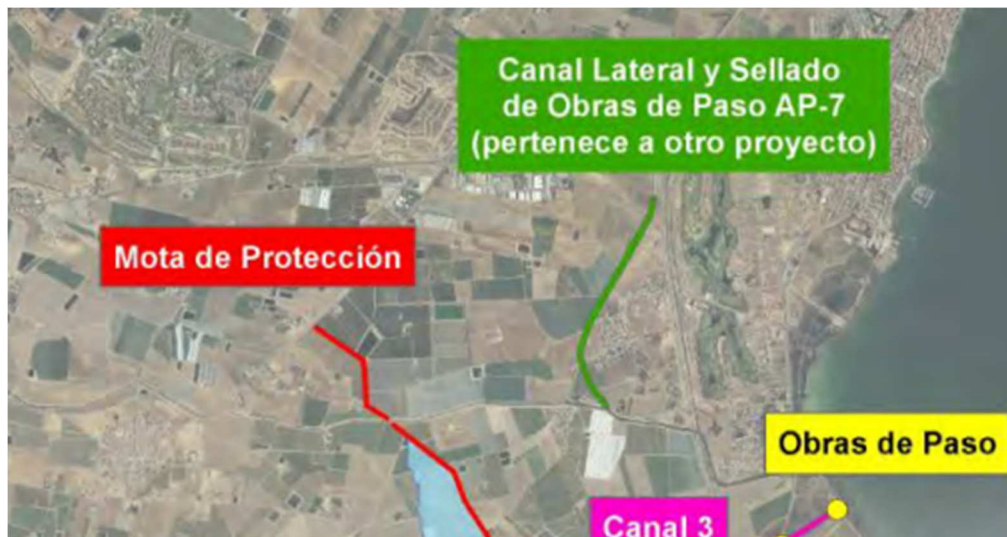 Canal Lateral y Sellado
de Obras de Paso AP-7
(pertenece a otro proyecto)
Mota de Protección
Obras de Paso
Canal 3